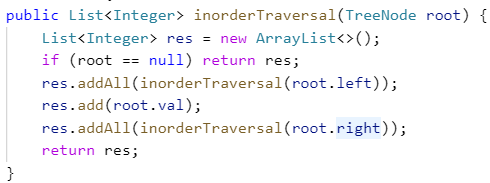 public List<Integer> inorderTraversal(TreeNode root) {
    List<Integer> res = new ArrayList<>();
    if (root == null) return res;
    res.addAll(inorderTraversal(root.left));
    res.add(root.val);
    res.addAll(inorderTraversal(root.right));
    return res;
}